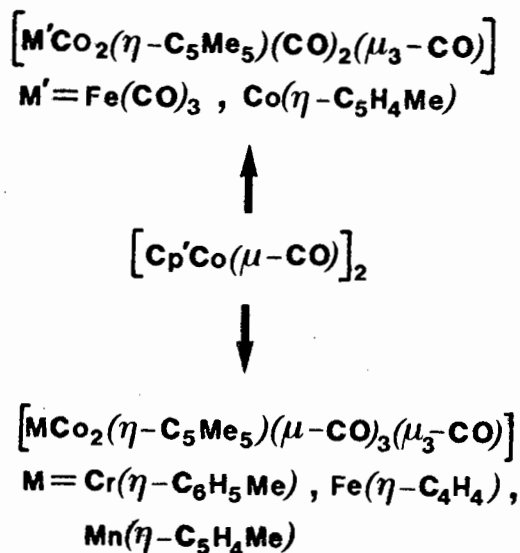 [M'Co₂(η-C₅Me₅)(CO)₂(μ₃-CO)]
M'=Fe(CO)₃ , Co(η-C₅H₄Me)
[Cp'Co(μ-CO)]₂
[MCo₂(η-C₅Me₅)(μ-CO)₃(μ₃-CO)]
M=Cr(η-C₆H₅Me) , Fe(η-C₄H₄) ,
Mn(η-C₅H₄Me)